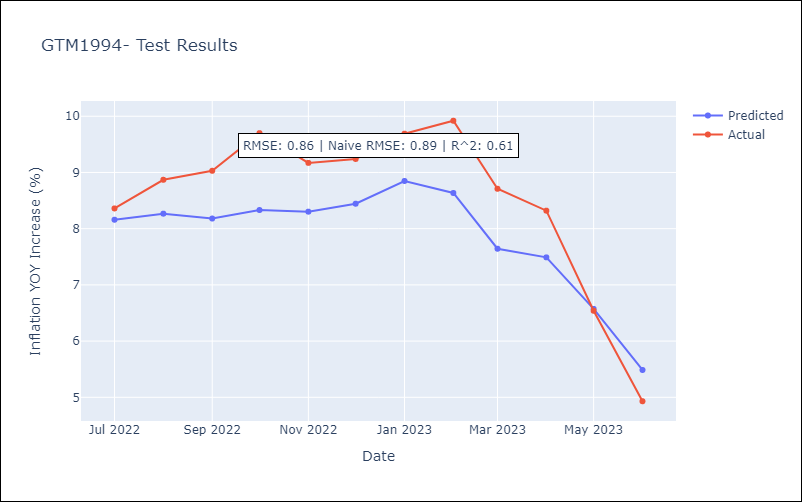 GTM1994- Test Results
Predicted
Actual
RMSE: 0.86 | Naive RMSE: 0.89 | R^2: 0.61
Inflation YOY Increase (%)
10
9
8
7
6
5
Jul 2022 Sep 2022 Nov 2022 Jan 2023 Mar 2023 May 2023
Date